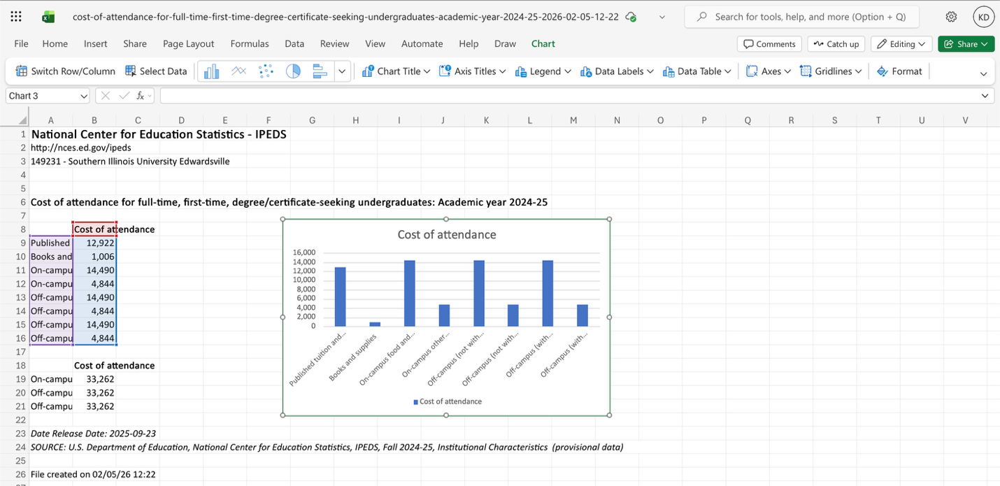 cost-of-attendance-for-full-time-first-time-degree-certificate-seeking-undergraduates-academic-year-2024-25-2026-02-05-12-22
Search for tools, help, and more (Option + Q)
KD
File Home Insert Share Page Layout Formulas Data Review View Automate Help Draw Chart
Comments Catch up Editing Share
Switch Row/Column Select Data Chart Title Axis Titles Legend Data Labels Data Table Axes Gridlines Format
Chart 3 fx
A B C D E F G H I J K L M N O P Q R S T U V
1 National Center for Education Statistics - IPEDS
2 http://nces.ed.gov/ipeds
3 149231 - Southern Illinois University Edwardsville
4
5
6 Cost of attendance for full-time, first-time, degree/certificate-seeking undergraduates: Academic year 2024-25
7
8 Cost of attendance
9 Published 12,922
10 Books and 1,006
11 On-campu 14,490
12 On-campu 4,844
13 Off-campu 14,490
14 Off-campu 4,844
15 Off-campu 14,490
16 Off-campu 4,844
17
18 Cost of attendance
19 On-campu 33,262
20 Off-campu 33,262
21 Off-campu 33,262
22
23 Date Release Date: 2025-09-23
24 SOURCE: U.S. Department of Education, National Center for Education Statistics, IPEDS, Fall 2024-25, Institutional Characteristics (provisional data)
25
26 File created on 02/05/26 12:22
Cost of attendance
16,000
14,000
12,000
10,000
8,000
6,000
4,000
2,000
0
Published tuition and...
Books and supplies
On-campus food and...
On-campus other...
Off-campus (not with...
Off-campus (not with...
Off-campus (with...
Off-campus (with...
Cost of attendance